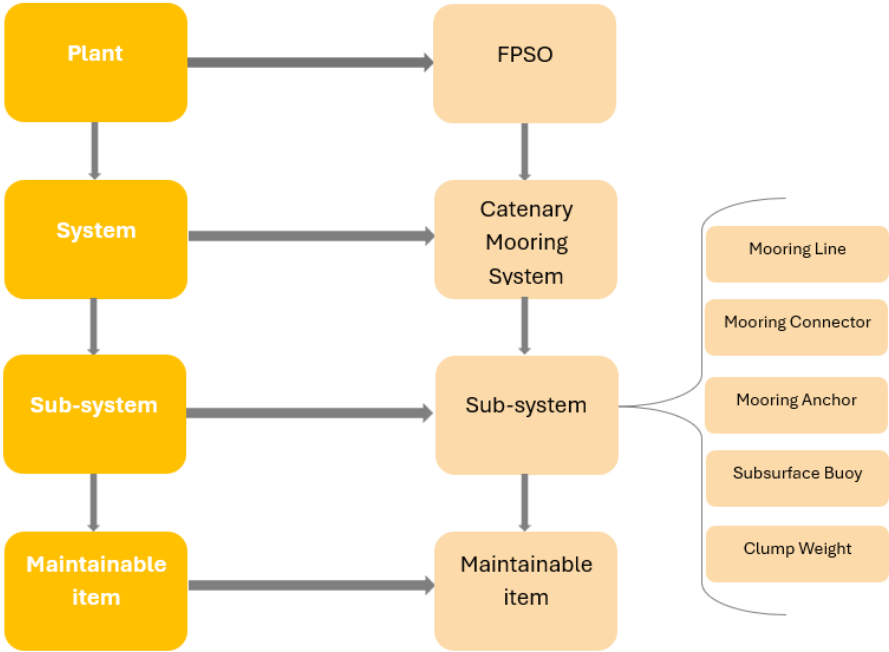 Plant
FPSO
System
Catenary
Mooring
System
Mooring Line
Mooring Connector
Sub-system
Sub-system
Mooring Anchor
Subsurface Buoy
Clump Weight
Maintainable
item
Maintainable
item